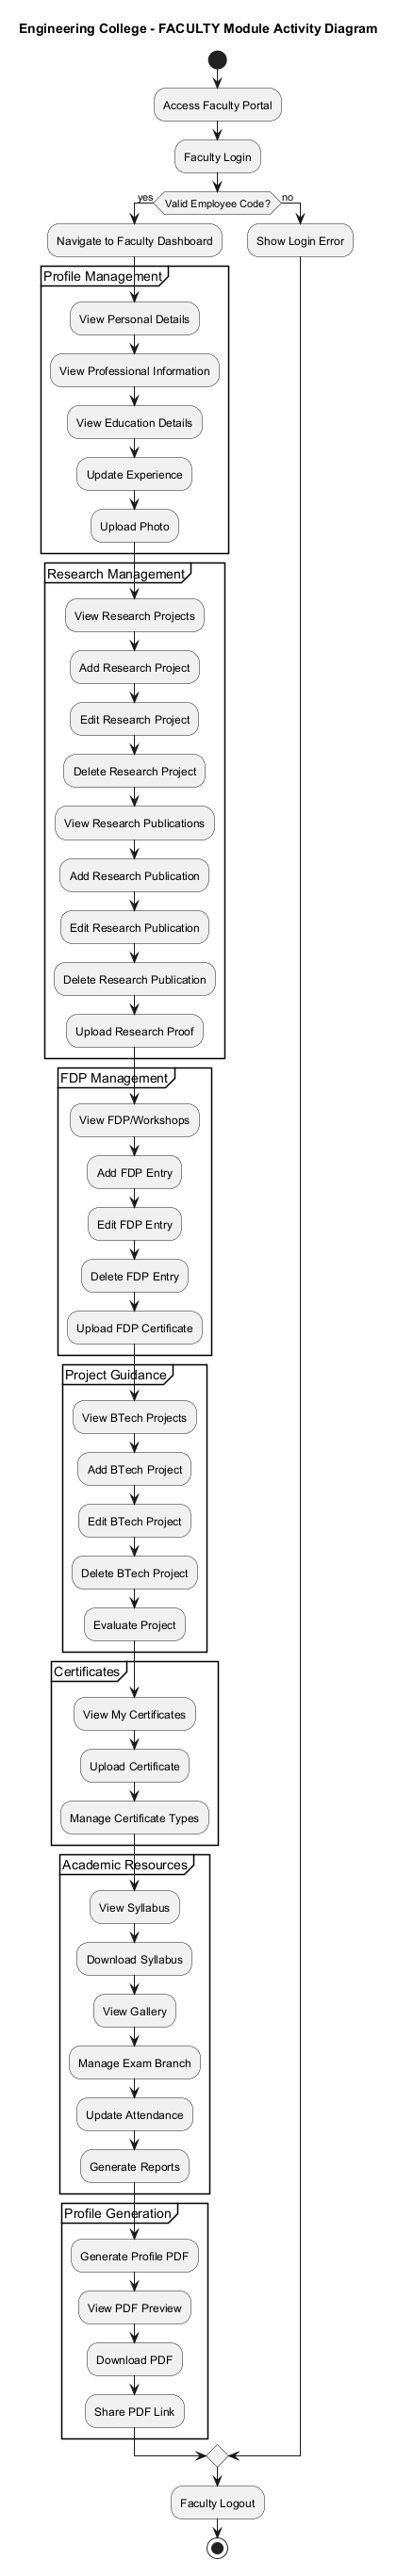 Engineering College - FACULTY Module Activity Diagram
Access Faculty Portal
Faculty Login
yes
Valid Employee Code?
no
Navigate to Faculty Dashboard
Show Login Error
Profile Management
View Personal Details
View Professional Information
View Education Details
Update Experience
Upload Photo
Research Management
View Research Projects
Add Research Project
Edit Research Project
Delete Research Project
View Research Publications
Add Research Publication
Edit Research Publication
Delete Research Publication
Upload Research Proof
FDP Management
View FDP/Workshops
Add FDP Entry
Edit FDP Entry
Delete FDP Entry
Upload FDP Certificate
Project Guidance
View BTech Projects
Add BTech Project
Edit BTech Project
Delete BTech Project
Evaluate Project
Certificates
View My Certificates
Upload Certificate
Manage Certificate Types
Academic Resources
View Syllabus
Download Syllabus
View Gallery
Manage Exam Branch
Update Attendance
Generate Reports
Profile Generation
Generate Profile PDF
View PDF Preview
Download PDF
Share PDF Link
Faculty Logout